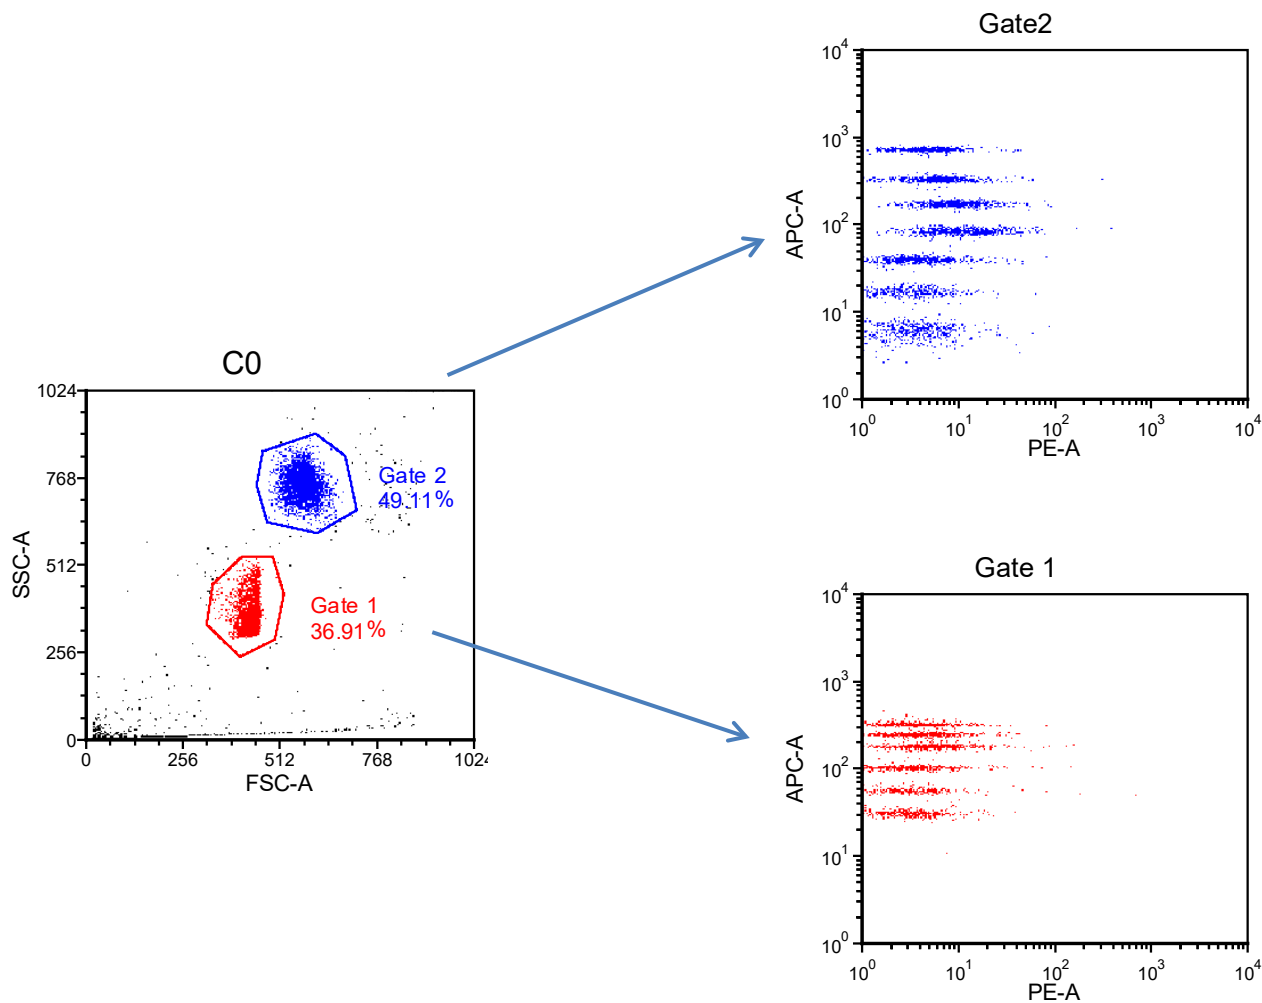 Gate2
10^4
10^3
10^2
10^1
10^0
APC-A
10^0 10^1 10^2 10^3 10^4
PE-A
C0
1024
768
512
256
0
SSC-A
Gate 2
49.11%
Gate 1
36.91%
0 256 512 768 1024
FSC-A
Gate 1
10^4
10^3
10^2
10^1
10^0
APC-A
10^0 10^1 10^2 10^3 10^4
PE-A